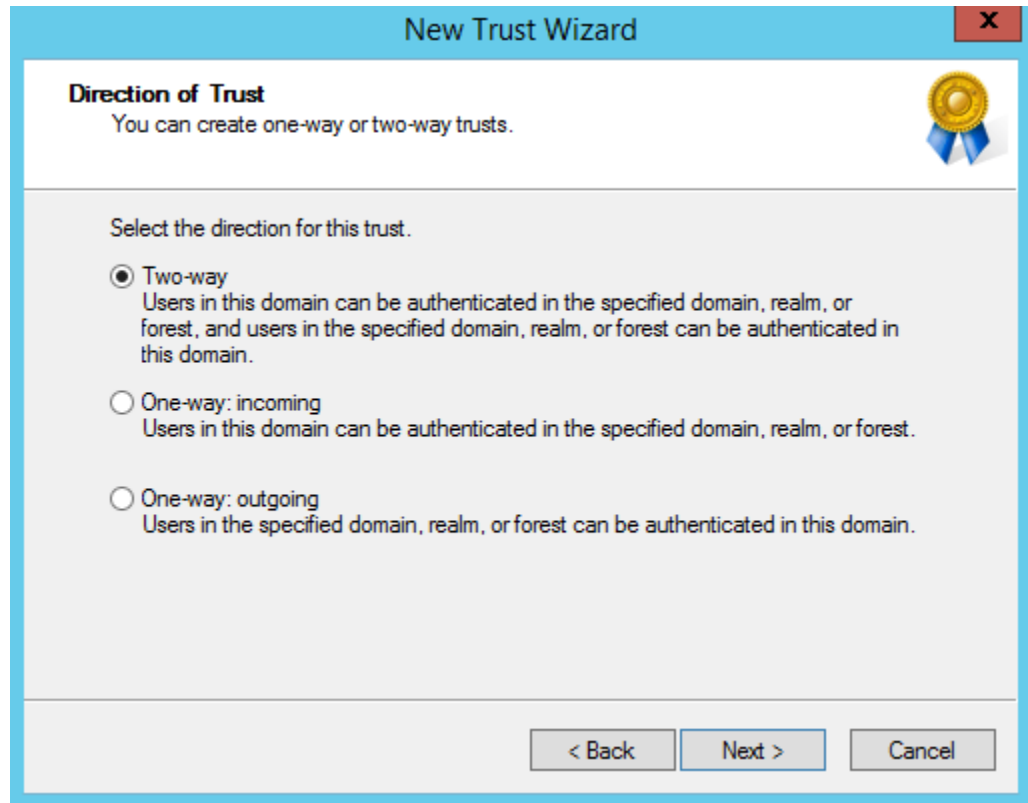 New Trust Wizard
x
Direction of Trust
You can create one-way or two-way trusts.
Select the direction for this trust.
Two-way
Users in this domain can be authenticated in the specified domain, realm, or
forest, and users in the specified domain, realm, or forest can be authenticated in
this domain.
One-way: incoming
Users in this domain can be authenticated in the specified domain, realm, or forest.
One-way: outgoing
Users in the specified domain, realm, or forest can be authenticated in this domain.
< Back Next > Cancel